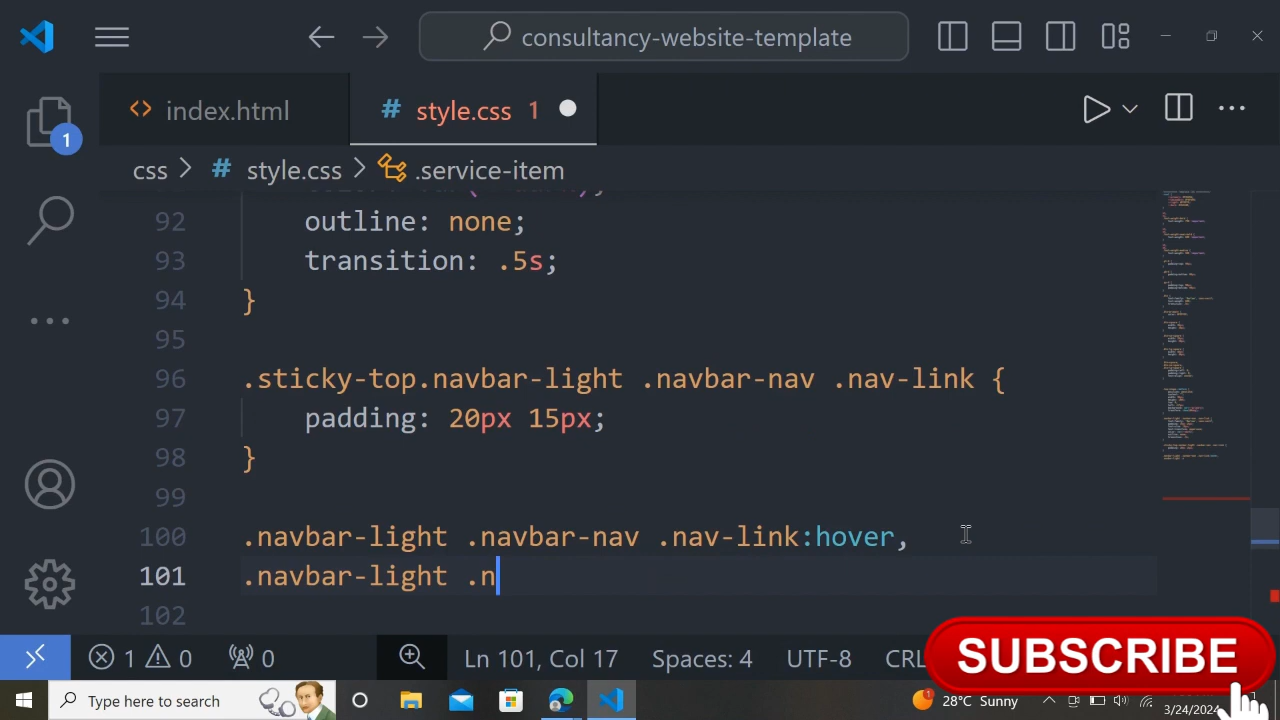 consultancy-website-template
1
<> index.html
# style.css 1
css > # style.css > .service-item
92 outline: none;
93 transition: .5s;
94 }
95
96 .sticky-top.navbar-light .navbar-nav .nav-link {
97 padding: 20px 15px;
98 }
99
100 .navbar-light .navbar-nav .nav-link:hover,
101 .navbar-light .n
102
1 0 0 Ln 101, Col 17 Spaces: 4 UTF-8
SUBSCRIBE
Type here to search 1 28°C Sunny
3/24/2024